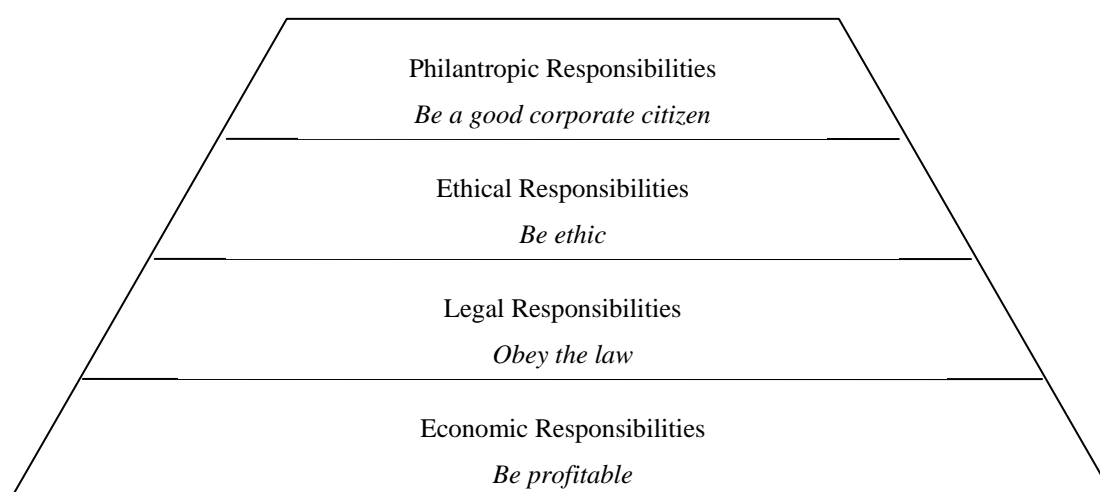 Philantropic Responsibilities
Be a good corporate citizen
Ethical Responsibilities
Be ethic
Legal Responsibilities
Obey the law
Economic Responsibilities
Be profitable